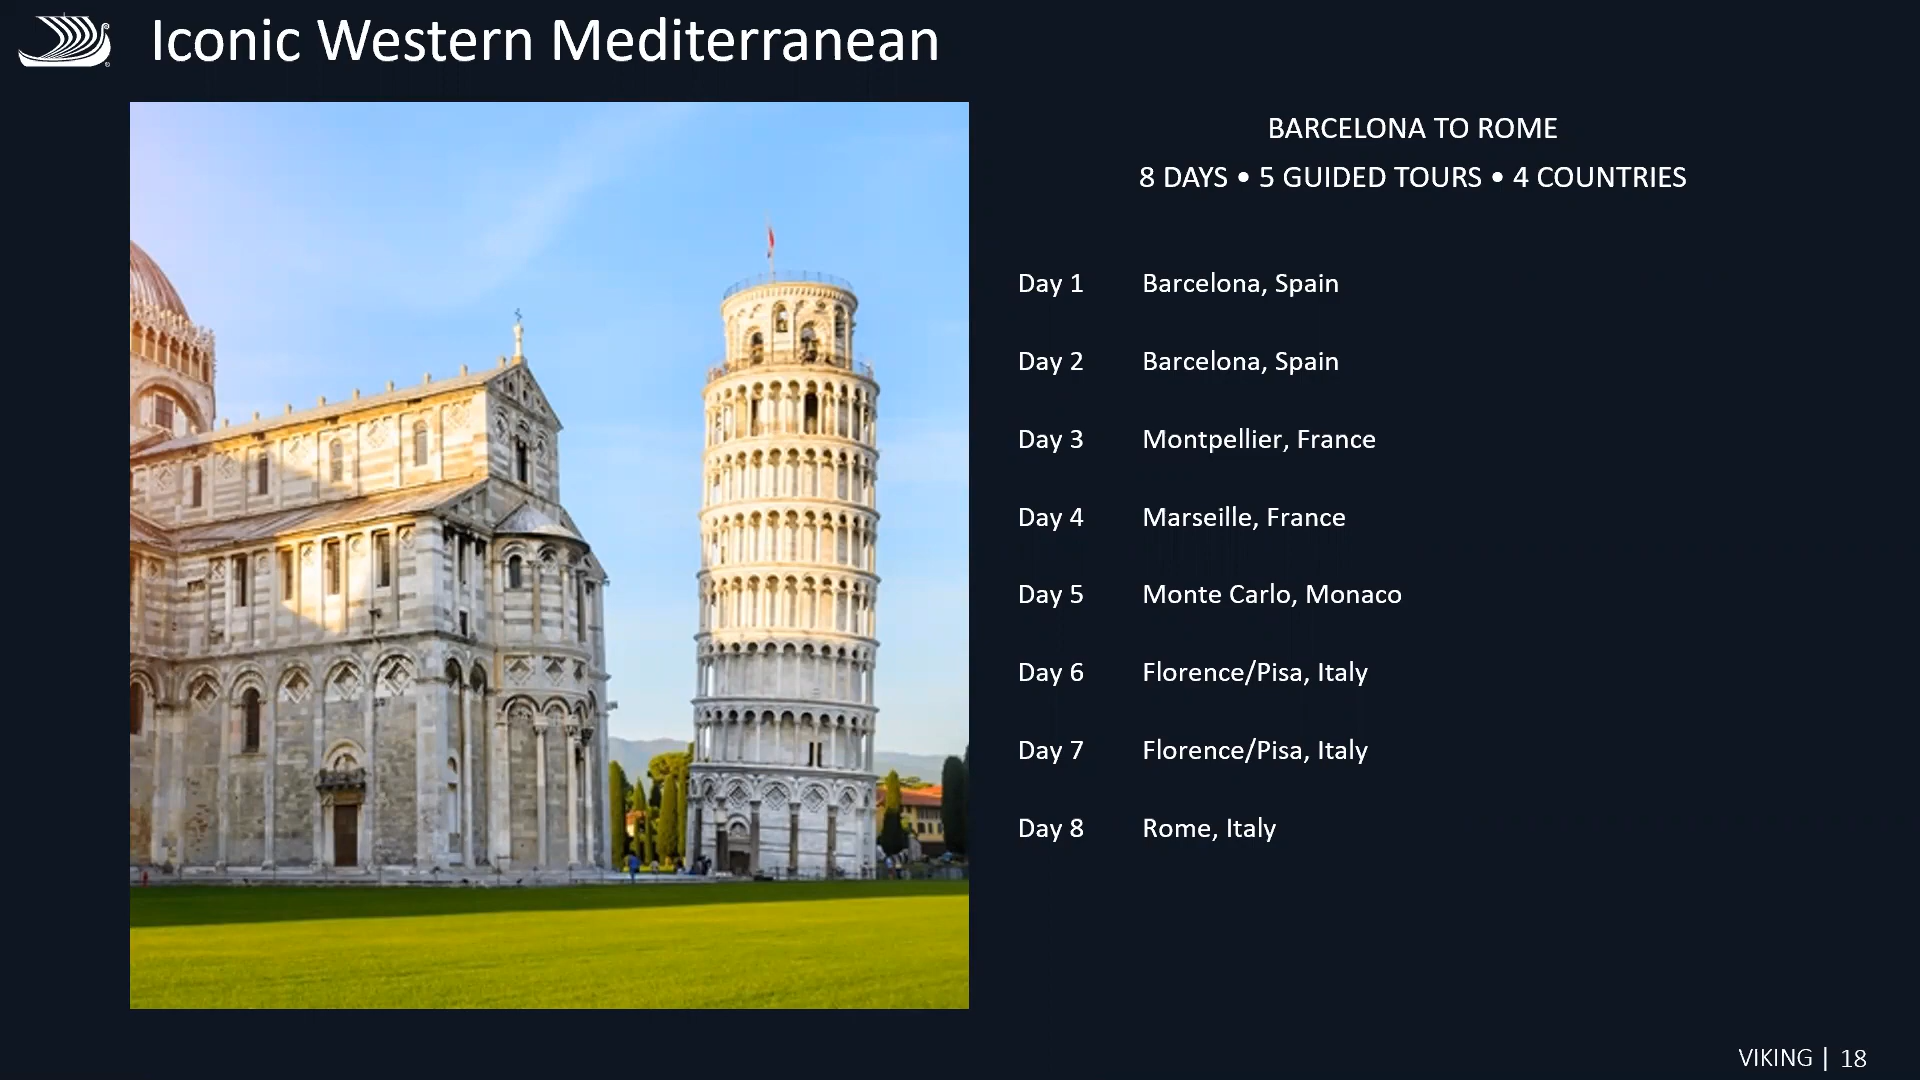 Iconic Western Mediterranean
BARCELONA TO ROME
8 DAYS • 5 GUIDED TOURS • 4 COUNTRIES
Day 1 Barcelona, Spain
Day 2 Barcelona, Spain
Day 3 Montpellier, France
Day 4 Marseille, France
Day 5 Monte Carlo, Monaco
Day 6 Florence/Pisa, Italy
Day 7 Florence/Pisa, Italy
Day 8 Rome, Italy
VIKING | 18